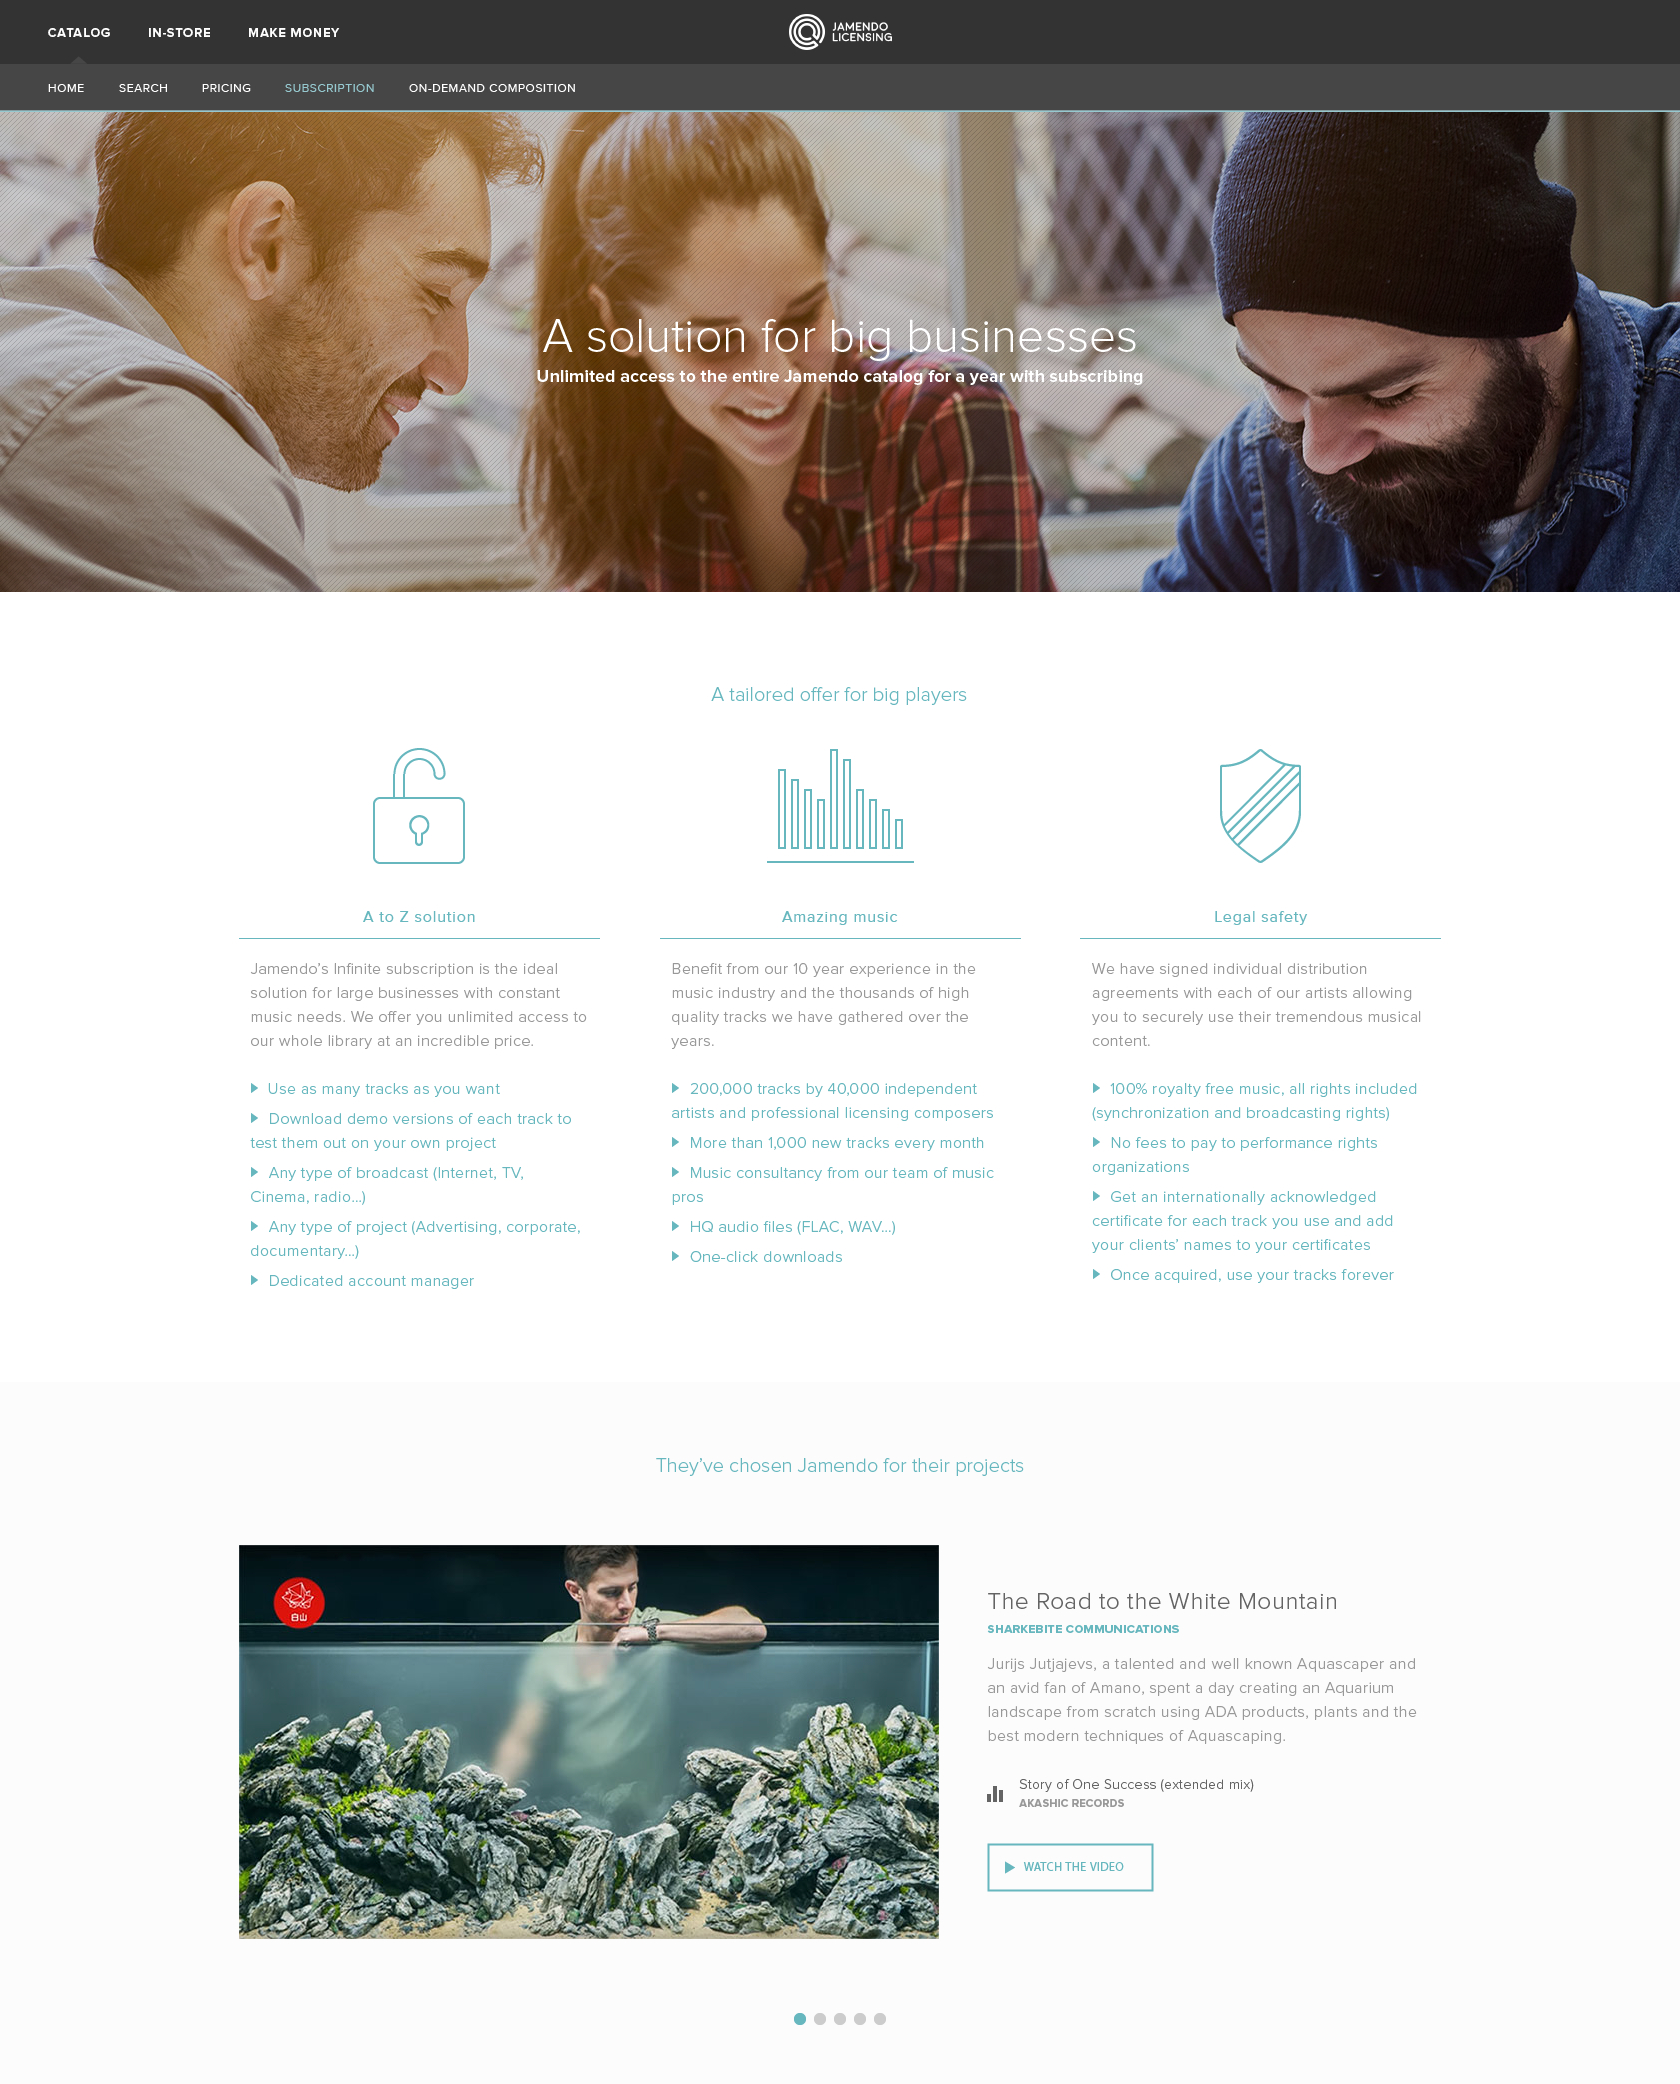 CATALOG IN-STORE MAKE MONEY
JAMENDO
LICENSING
HOME SEARCH PRICING SUBSCRIPTION ON-DEMAND COMPOSITION
A solution for big businesses
Unlimited access to the entire Jamendo catalog for a year with subscribing
A tailored offer for big players
A to Z solution
Jamendo’s Infinite subscription is the ideal
solution for large businesses with constant
music needs. We offer you unlimited access to
our whole library at an incredible price.
Use as many tracks as you want
Download demo versions of each track to
test them out on your own project
Any type of broadcast (Internet, TV,
Cinema, radio...)
Any type of project (Advertising, corporate,
documentary...)
Dedicated account manager
Amazing music
Benefit from our 10 year experience in the
music industry and the thousands of high
quality tracks we have gathered over the
years.
200,000 tracks by 40,000 independent
artists and professional licensing composers
More than 1,000 new tracks every month
Music consultancy from our team of music
pros
HQ audio files (FLAC, WAV...)
One-click downloads
Legal safety
We have signed individual distribution
agreements with each of our artists allowing
you to securely use their tremendous musical
content.
100% royalty free music, all rights included
(synchronization and broadcasting rights)
No fees to pay to performance rights
organizations
Get an internationally acknowledged
certificate for each track you use and add
your clients’ names to your certificates
Once acquired, use your tracks forever
They’ve chosen Jamendo for their projects
白山
The Road to the White Mountain
SHARKEBITE COMMUNICATIONS
Jurijs Jutjajevs, a talented and well known Aquascaper and
an avid fan of Amano, spent a day creating an Aquarium
landscape from scratch using ADA products, plants and the
best modern techniques of Aquascaping.
Story of One Success (extended mix)
AKASHIC RECORDS
WATCH THE VIDEO